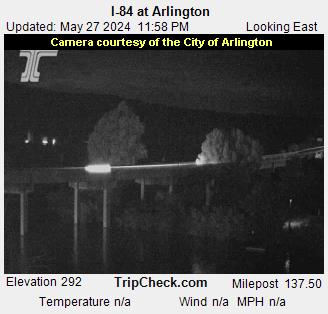 I-84 at Arlington
Updated: May 27 2024 11:58 PM Looking East
Camera courtesy of the City of Arlington
Elevation 292 TripCheck.com Milepost 137.50
Temperature n/a Wind n/a MPH n/a